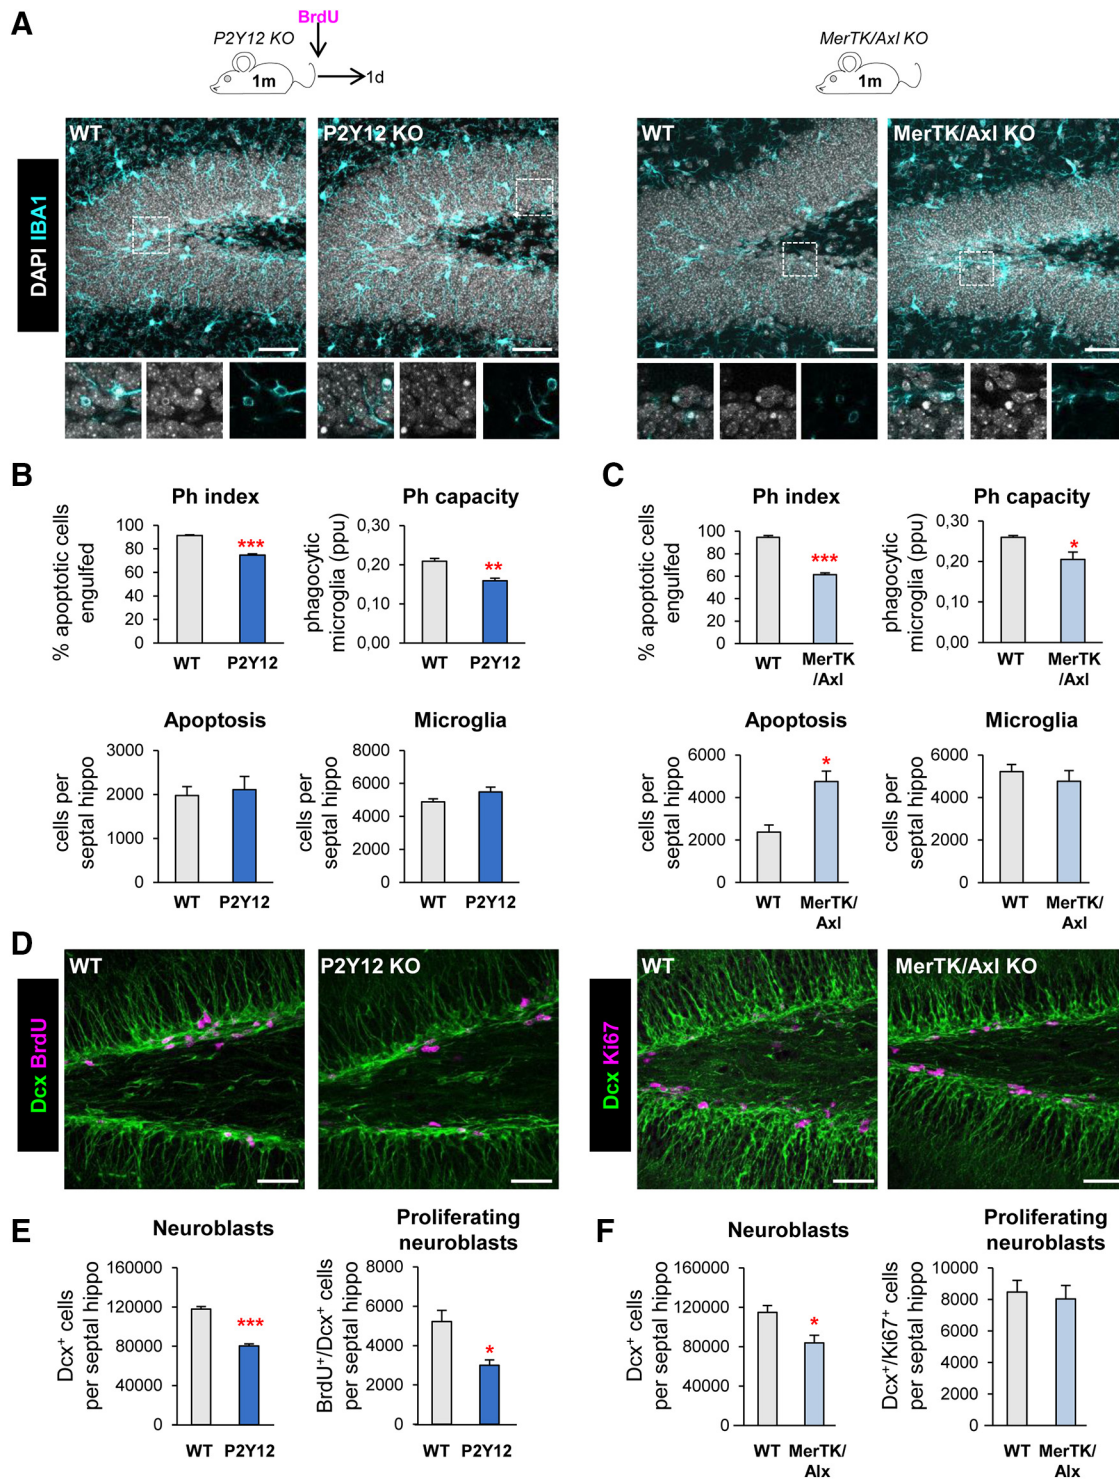 A
BrdU
P2Y12 KO
1m
1d
MerTK/Axl KO
1m
DAPI IBA1
WT
P2Y12 KO
WT
MerTK/Axl KO
B
Ph index
% apoptotic cells
engulfed
100
80
60
40
20
0
***
WT
P2Y12
Ph capacity
phagocytic
microglia (ppu)
0,30
0,20
0,10
0,00
**
WT
P2Y12
Apoptosis
cells per
septal hippo
3000
2000
1000
0
WT
P2Y12
Microglia
cells per
septal hippo
8000
6000
4000
2000
0
WT
P2Y12
C
Ph index
% apoptotic cells
engulfed
100
80
60
40
20
0
***
WT
MerTK
/Axl
Ph capacity
phagocytic
microglia (ppu)
0,30
0,20
0,10
0,00
*
WT
MerTK
/Axl
Apoptosis
cells per
septal hippo
6000
4000
2000
0
*
WT
MerTK/
Axl
Microglia
cells per
septal hippo
6000
4000
2000
0
WT
MerTK/
Axl
D
Dcx BrdU
WT
P2Y12 KO
Dcx Ki67
WT
MerTK/Axl KO
E
Neuroblasts
Dcx⁺ cells
per septal hippo
160000
120000
80000
40000
0
***
WT
P2Y12
Proliferating
neuroblasts
BrdU⁺/Dcx⁺ cells
per septal hippo
8000
6000
4000
2000
0
*
WT
P2Y12
F
Neuroblasts
Dcx⁺ cells
per septal hippo
160000
120000
80000
40000
0
*
WT
MerTK/
Alx
Proliferating
neuroblasts
Dcx⁺/Ki67⁺ cells
per septal hippo
10000
8000
6000
4000
2000
0
WT
MerTK/
Alx